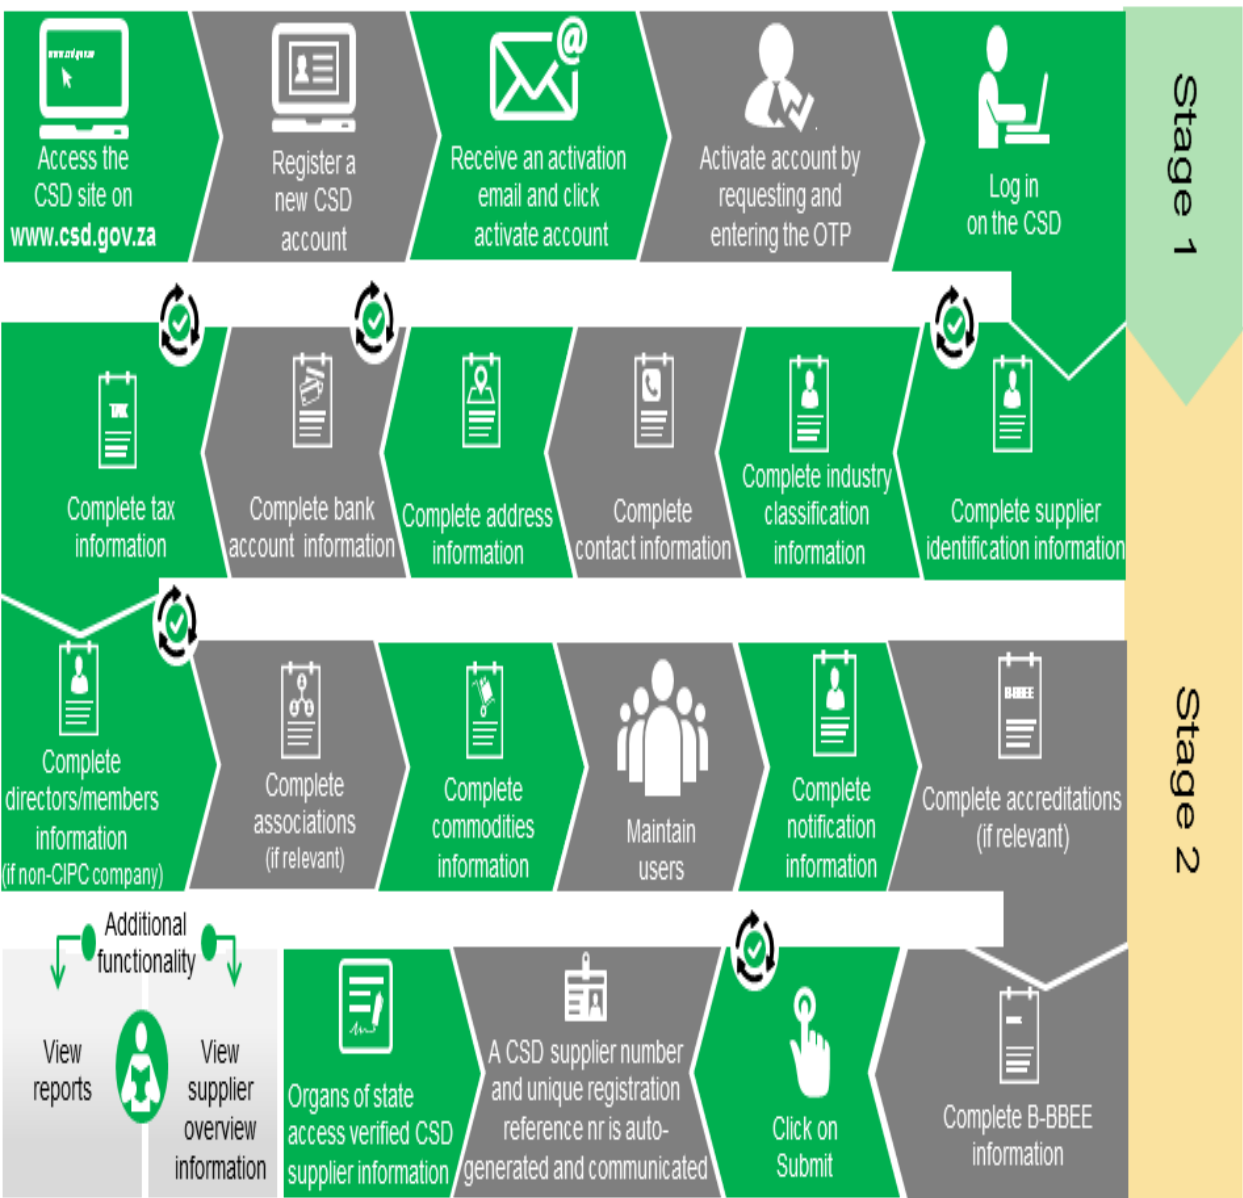 www.csd.gov.za
Access the
CSD site on
www.csd.gov.za
Register a
new CSD
account
@
Receive an activation
email and click
activate account
Activate account by
requesting and
entering the OTP
Log in
on the CSD
Stage 1
Complete supplier
identification information
Complete industry
classification
information
Complete
contact information
Complete address
information
Complete bank
account information
TAX
Complete tax
information
Complete
directors/members
information
(if non-CIPC company)
Complete
associations
(if relevant)
Complete
commodities
information
Maintain
users
Complete
notification
information
B-BBEE
Complete accreditations
(if relevant)
Stage 2
Complete B-BBEE
information
Click on
Submit
A CSD supplier number
and unique registration
reference nr is auto-
generated and communicated
Organs of state
access verified CSD
supplier information
Additional
functionality
View
reports
View
supplier
overview
information